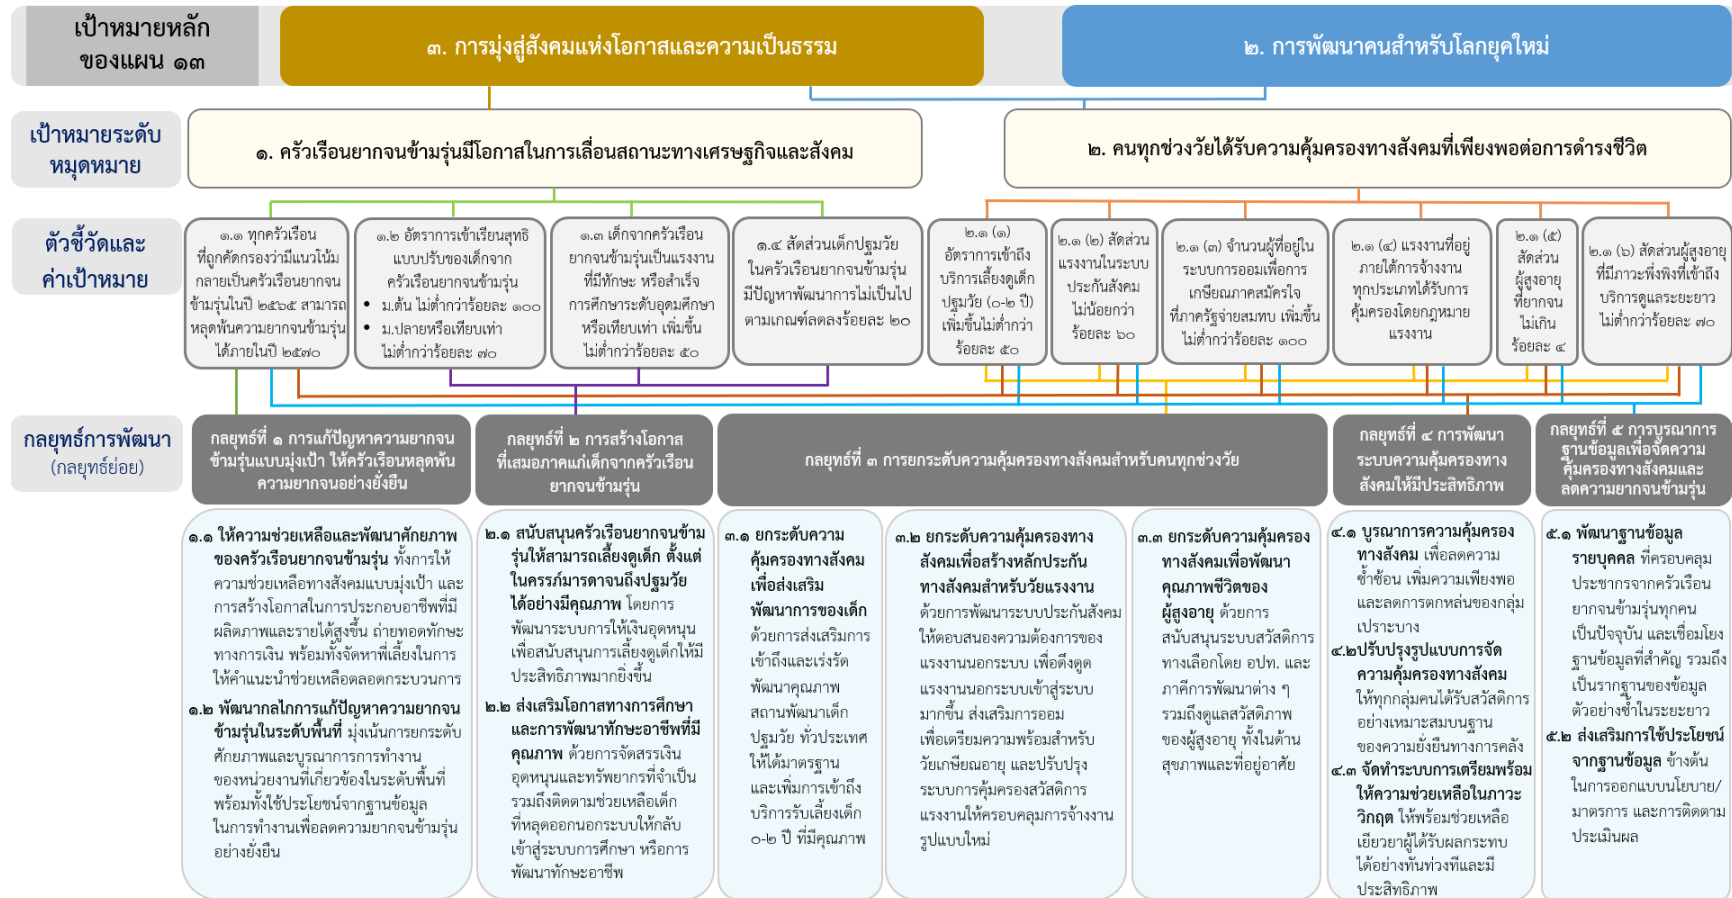 เป้าหมายหลัก
ของแผน ๑๓
๓. การมุ่งสู่สังคมแห่งโอกาสและความเป็นธรรม
๒. การพัฒนาคนสำหรับโลกยุคใหม่
เป้าหมายระดับ
หมุดหมาย
๑. ครัวเรือนยากจนข้ามรุ่นมีโอกาสในการเลื่อนสถานะทางเศรษฐกิจและสังคม
๒. คนทุกช่วงวัยได้รับความคุ้มครองทางสังคมที่เพียงพอต่อการดำรงชีวิต
ตัวชี้วัดและ
ค่าเป้าหมาย
๑.๑ ทุกครัวเรือน
ที่ถูกคัดกรองว่ามีแนวโน้ม
กลายเป็นครัวเรือนยากจน
ข้ามรุ่นในปี ๒๕๖๕ สามารถ
หลุดพ้นความยากจนข้ามรุ่น
ได้ภายในปี ๒๕๗๐
๑.๒ อัตราการเข้าเรียนสุทธิ
แบบปรับของเด็กจาก
ครัวเรือนยากจนข้ามรุ่น
• ม.ต้น ไม่ต่ำกว่าร้อยละ ๑๐๐
• ม.ปลายหรือเทียบเท่า
ไม่ต่ำกว่าร้อยละ ๗๐
๑.๓ เด็กจากครัวเรือน
ยากจนข้ามรุ่นเป็นแรงงาน
ที่มีทักษะ หรือสำเร็จ
การศึกษาระดับอุดมศึกษา
หรือเทียบเท่า เพิ่มขึ้น
ไม่ต่ำกว่าร้อยละ ๕๐
๑.๔ สัดส่วนเด็กปฐมวัย
ในครัวเรือนยากจนข้ามรุ่น
มีปัญหาพัฒนาการไม่เป็นไป
ตามเกณฑ์ลดลงร้อยละ ๒๐
๒.๑ (๑)
อัตราการเข้าถึง
บริการเลี้ยงดูเด็ก
ปฐมวัย (๐-๒ ปี)
เพิ่มขึ้นไม่ต่ำกว่า
ร้อยละ ๕๐
๒.๑ (๒) สัดส่วน
แรงงานในระบบ
ประกันสังคม
ไม่น้อยกว่า
ร้อยละ ๖๐
๒.๑ (๓) จำนวนผู้ที่อยู่ใน
ระบบการออมเพื่อการ
เกษียณภาคสมัครใจ
ที่ภาครัฐจ่ายสมทบ เพิ่มขึ้น
ไม่ต่ำกว่าร้อยละ ๑๐๐
๒.๑ (๔) แรงงานที่อยู่
ภายใต้การจ้างงาน
ทุกประเภทได้รับการ
คุ้มครองโดยกฎหมาย
แรงงาน
๒.๑ (๕)
สัดส่วน
ผู้สูงอายุ
ที่ยากจน
ไม่เกิน
ร้อยละ ๔
๒.๑ (๖) สัดส่วนผู้สูงอายุ
ที่มีภาวะพึ่งพิงที่เข้าถึง
บริการดูแลระยะยาว
ไม่ต่ำกว่าร้อยละ ๗๐
กลยุทธ์การพัฒนา
(กลยุทธ์ย่อย)
กลยุทธ์ที่ ๑ การแก้ปัญหาความยากจน
ข้ามรุ่นแบบมุ่งเป้า ให้ครัวเรือนหลุดพ้น
ความยากจนอย่างยั่งยืน
กลยุทธ์ที่ ๒ การสร้างโอกาส
ที่เสมอภาคแก่เด็กจากครัวเรือน
ยากจนข้ามรุ่น
กลยุทธ์ที่ ๓ การยกระดับความคุ้มครองทางสังคมสำหรับคนทุกช่วงวัย
กลยุทธ์ที่ ๔ การพัฒนา
ระบบความคุ้มครองทาง
สังคมให้มีประสิทธิภาพ
กลยุทธ์ที่ ๕ การบูรณาการ
ฐานข้อมูลเพื่อจัดความ
คุ้มครองทางสังคมและ
ลดความยากจนข้ามรุ่น
๑.๑ ให้ความช่วยเหลือและพัฒนาศักยภาพ
ของครัวเรือนยากจนข้ามรุ่น ทั้งการให้
ความช่วยเหลือทางสังคมแบบมุ่งเป้า และ
การสร้างโอกาสในการประกอบอาชีพที่มี
ผลิตภาพและรายได้สูงขึ้น ถ่ายทอดทักษะ
ทางการเงิน พร้อมทั้งจัดหาพี่เลี้ยงในการ
ให้คำแนะนำช่วยเหลือตลอดกระบวนการ
๑.๒ พัฒนากลไกการแก้ปัญหาความยากจน
ข้ามรุ่นในระดับพื้นที่ มุ่งเน้นการยกระดับ
ศักยภาพและบูรณาการการทำงาน
ของหน่วยงานที่เกี่ยวข้องในระดับพื้นที่
พร้อมทั้งใช้ประโยชน์จากฐานข้อมูล
ในการทำงานเพื่อลดความยากจนข้ามรุ่น
อย่างยั่งยืน
๒.๑ สนับสนุนครัวเรือนยากจนข้าม
รุ่นให้สามารถเลี้ยงดูเด็ก ตั้งแต่
ในครรภ์มารดาจนถึงปฐมวัย
ได้อย่างมีคุณภาพ โดยการ
พัฒนาระบบการให้เงินอุดหนุน
เพื่อสนับสนุนการเลี้ยงดูเด็กให้มี
ประสิทธิภาพมากยิ่งขึ้น
๒.๒ ส่งเสริมโอกาสทางการศึกษา
และการพัฒนาทักษะอาชีพที่มี
คุณภาพ ด้วยการจัดสรรเงิน
อุดหนุนและทรัพยากรที่จำเป็น
รวมถึงติดตามช่วยเหลือเด็ก
ที่หลุดออกนอกระบบให้กลับ
เข้าสู่ระบบการศึกษา หรือการ
พัฒนาทักษะอาชีพ
๓.๑ ยกระดับความ
คุ้มครองทางสังคม
เพื่อส่งเสริม
พัฒนาการของเด็ก
ด้วยการส่งเสริมการ
เข้าถึงและเร่งรัด
พัฒนาคุณภาพ
สถานพัฒนาเด็ก
ปฐมวัย ทั่วประเทศ
ให้ได้มาตรฐาน
และเพิ่มการเข้าถึง
บริการรับเลี้ยงเด็ก
๐-๒ ปี ที่มีคุณภาพ
๓.๒ ยกระดับความคุ้มครองทาง
สังคมเพื่อสร้างหลักประกัน
ทางสังคมสำหรับวัยแรงงาน
ด้วยการพัฒนาระบบประกันสังคม
ให้ตอบสนองความต้องการของ
แรงงานนอกระบบ เพื่อดึงดูด
แรงงานนอกระบบเข้าสู่ระบบ
มากขึ้น ส่งเสริมการออม
เพื่อเตรียมความพร้อมสำหรับ
วัยเกษียณอายุ และปรับปรุง
ระบบการคุ้มครองสวัสดิการ
แรงงานให้ครอบคลุมการจ้างงาน
รูปแบบใหม่
๓.๓ ยกระดับความคุ้มครอง
ทางสังคมเพื่อพัฒนา
คุณภาพชีวิตของ
ผู้สูงอายุ ด้วยการ
สนับสนุนระบบสวัสดิการ
ทางเลือกโดย อปท. และ
ภาคีการพัฒนาต่าง ๆ
รวมถึงดูแลสวัสดิภาพ
ของผู้สูงอายุ ทั้งในด้าน
สุขภาพและที่อยู่อาศัย
๔.๑ บูรณาการความคุ้มครอง
ทางสังคม เพื่อลดความ
ซ้ำซ้อน เพิ่มความเพียงพอ
และลดการตกหล่นของกลุ่ม
เปราะบาง
๔.๒ปรับปรุงรูปแบบการจัด
ความคุ้มครองทางสังคม
ให้ทุกกลุ่มคนได้รับสวัสดิการ
อย่างเหมาะสมบนฐาน
ของความยั่งยืนทางการคลัง
๔.๓ จัดทำระบบการเตรียมพร้อม
ให้ความช่วยเหลือในภาวะ
วิกฤต ให้พร้อมช่วยเหลือ
เยียวยาผู้ได้รับผลกระทบ
ได้อย่างทันท่วงทีและมี
ประสิทธิภาพ
๕.๑ พัฒนาฐานข้อมูล
รายบุคคล ที่ครอบคลุม
ประชากรจากครัวเรือน
ยากจนข้ามรุ่นทุกคน
เป็นปัจจุบัน และเชื่อมโยง
ฐานข้อมูลที่สำคัญ รวมถึง
เป็นรากฐานของข้อมูล
ตัวอย่างซ้ำในระยะยาว
๕.๒ ส่งเสริมการใช้ประโยชน์
จากฐานข้อมูล ข้างต้น
ในการออกแบบนโยบาย/
มาตรการ และการติดตาม
ประเมินผล